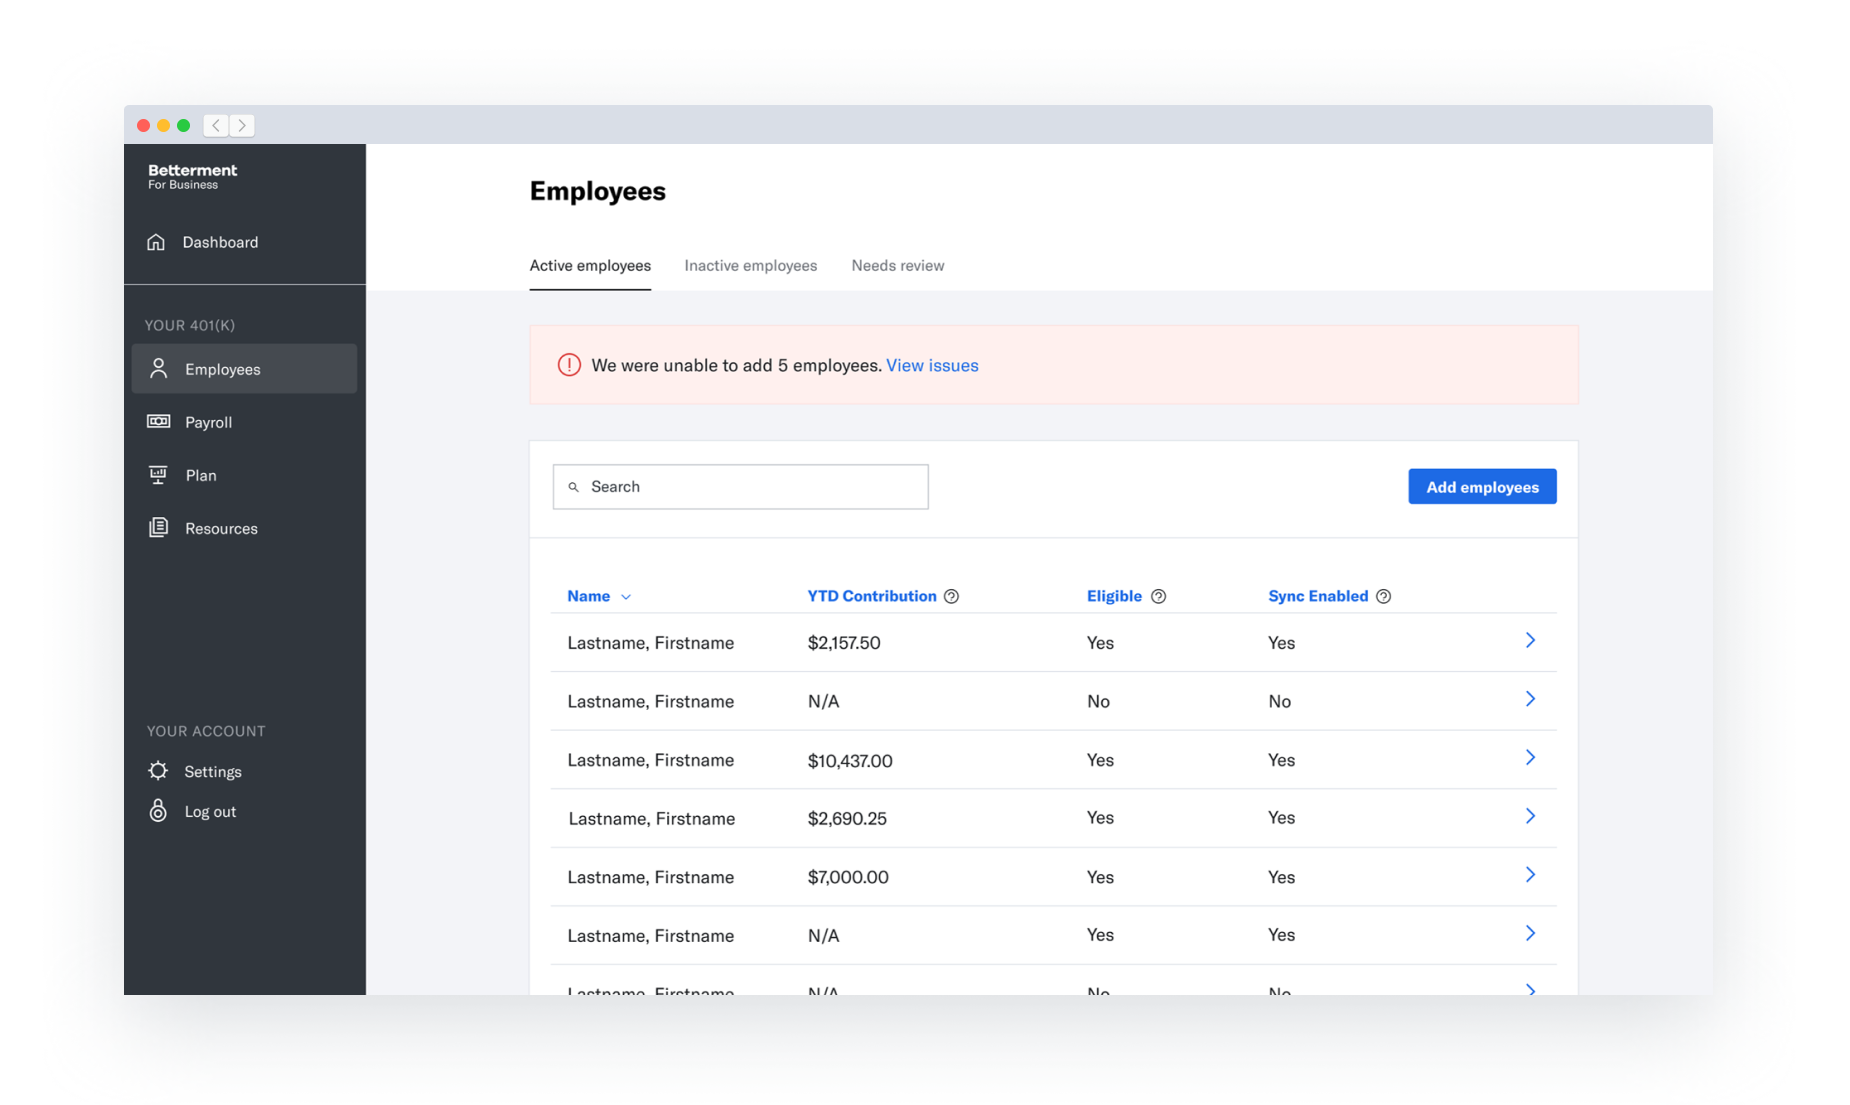 Betterment
For Business
Dashboard
YOUR 401(K)
Employees
Payroll
Plan
Resources
YOUR ACCOUNT
Settings
Log out
Employees
Active employees Inactive employees Needs review
We were unable to add 5 employees. View issues
Search
Add employees
Name YTD Contribution Eligible Sync Enabled
Lastname, Firstname $2,157.50 Yes Yes
Lastname, Firstname N/A No No
Lastname, Firstname $10,437.00 Yes Yes
Lastname, Firstname $2,690.25 Yes Yes
Lastname, Firstname $7,000.00 Yes Yes
Lastname, Firstname N/A Yes Yes
Lastname, Firstname N/A No No